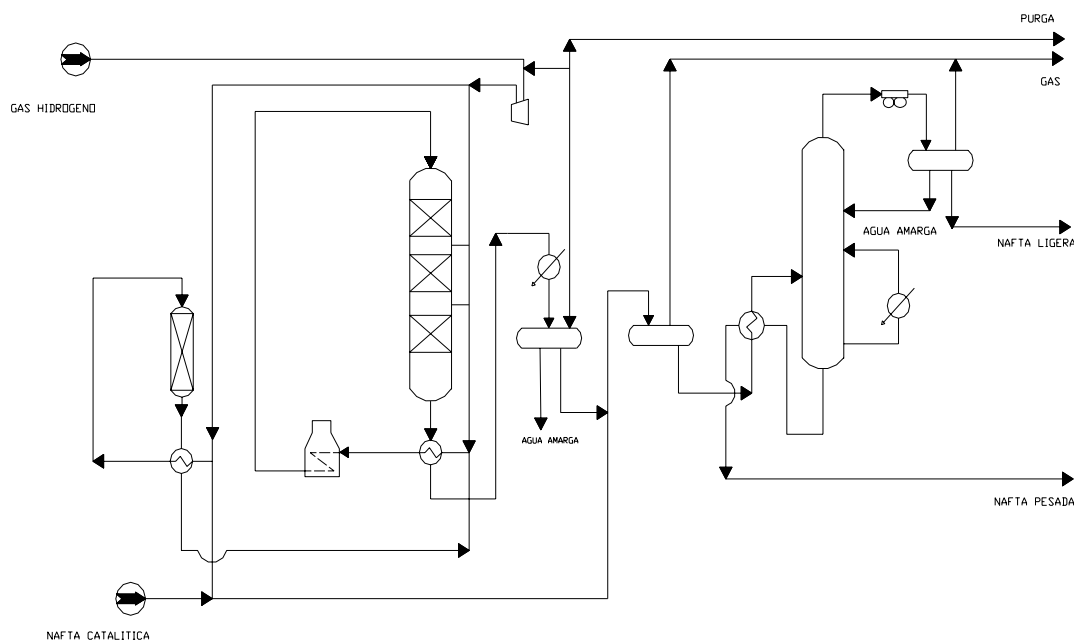 PURGA
GAS
GAS HIDROGENO
AGUA AMARGA
NAFTA LIGERA
AGUA AMARGA
NAFTA PESADA
NAFTA CATALITICA